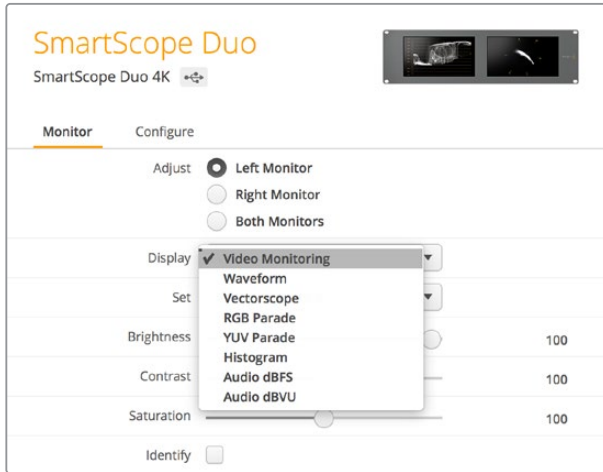 SmartScope Duo
SmartScope Duo 4K
Monitor Configure
Adjust Left Monitor
Right Monitor
Both Monitors
Display ✓ Video Monitoring
Waveform
Set Vectorscope
RGB Parade
Brightness YUV Parade 100
Histogram
Contrast Audio dBFS 100
Audio dBVU
Saturation 100
Identify